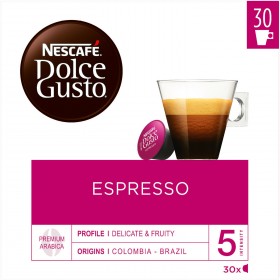 30
NESCAFÉ
DOLCE
GUSTO
ESPRESSO
PREMIUM
ARABICA
PROFILE | DELICATE & FRUITY
ORIGINS | COLOMBIA - BRAZIL
5
INTENSITY
30x